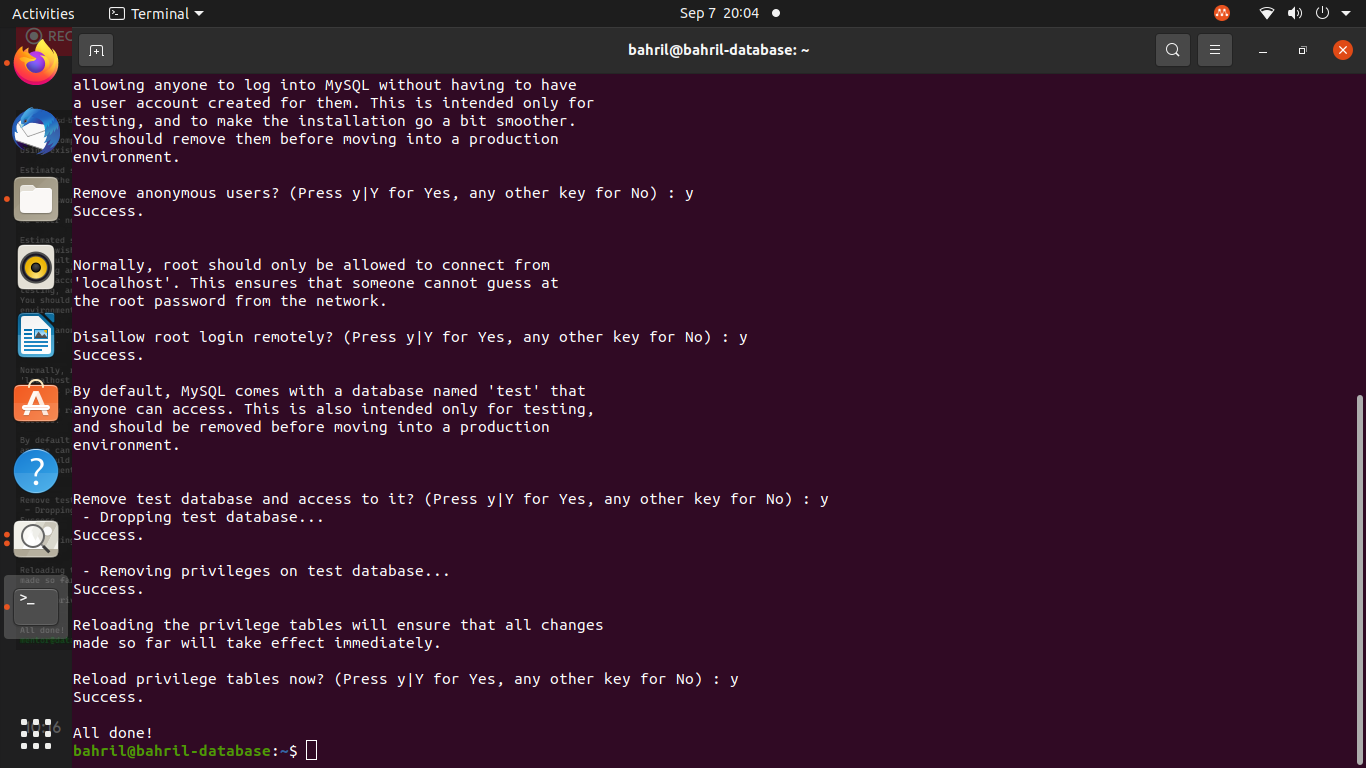 Activities
Terminal
Sep 7 20:04
REC
bahril@bahril-database: ~
allowing anyone to log into MySQL without having to have
a user account created for them. This is intended only for
testing, and to make the installation go a bit smoother.
You should remove them before moving into a production
environment.
Remove anonymous users? (Press y|Y for Yes, any other key for No) : y
Success.
Normally, root should only be allowed to connect from
'localhost'. This ensures that someone cannot guess at
the root password from the network.
Disallow root login remotely? (Press y|Y for Yes, any other key for No) : y
Success.
By default, MySQL comes with a database named 'test' that
anyone can access. This is also intended only for testing,
and should be removed before moving into a production
environment.
Remove test database and access to it? (Press y|Y for Yes, any other key for No) : y
- Dropping test database...
Success.
- Removing privileges on test database...
Success.
Reloading the privilege tables will ensure that all changes
made so far will take effect immediately.
Reload privilege tables now? (Press y|Y for Yes, any other key for No) : y
Success.
All done!
bahril@bahril-database:~$